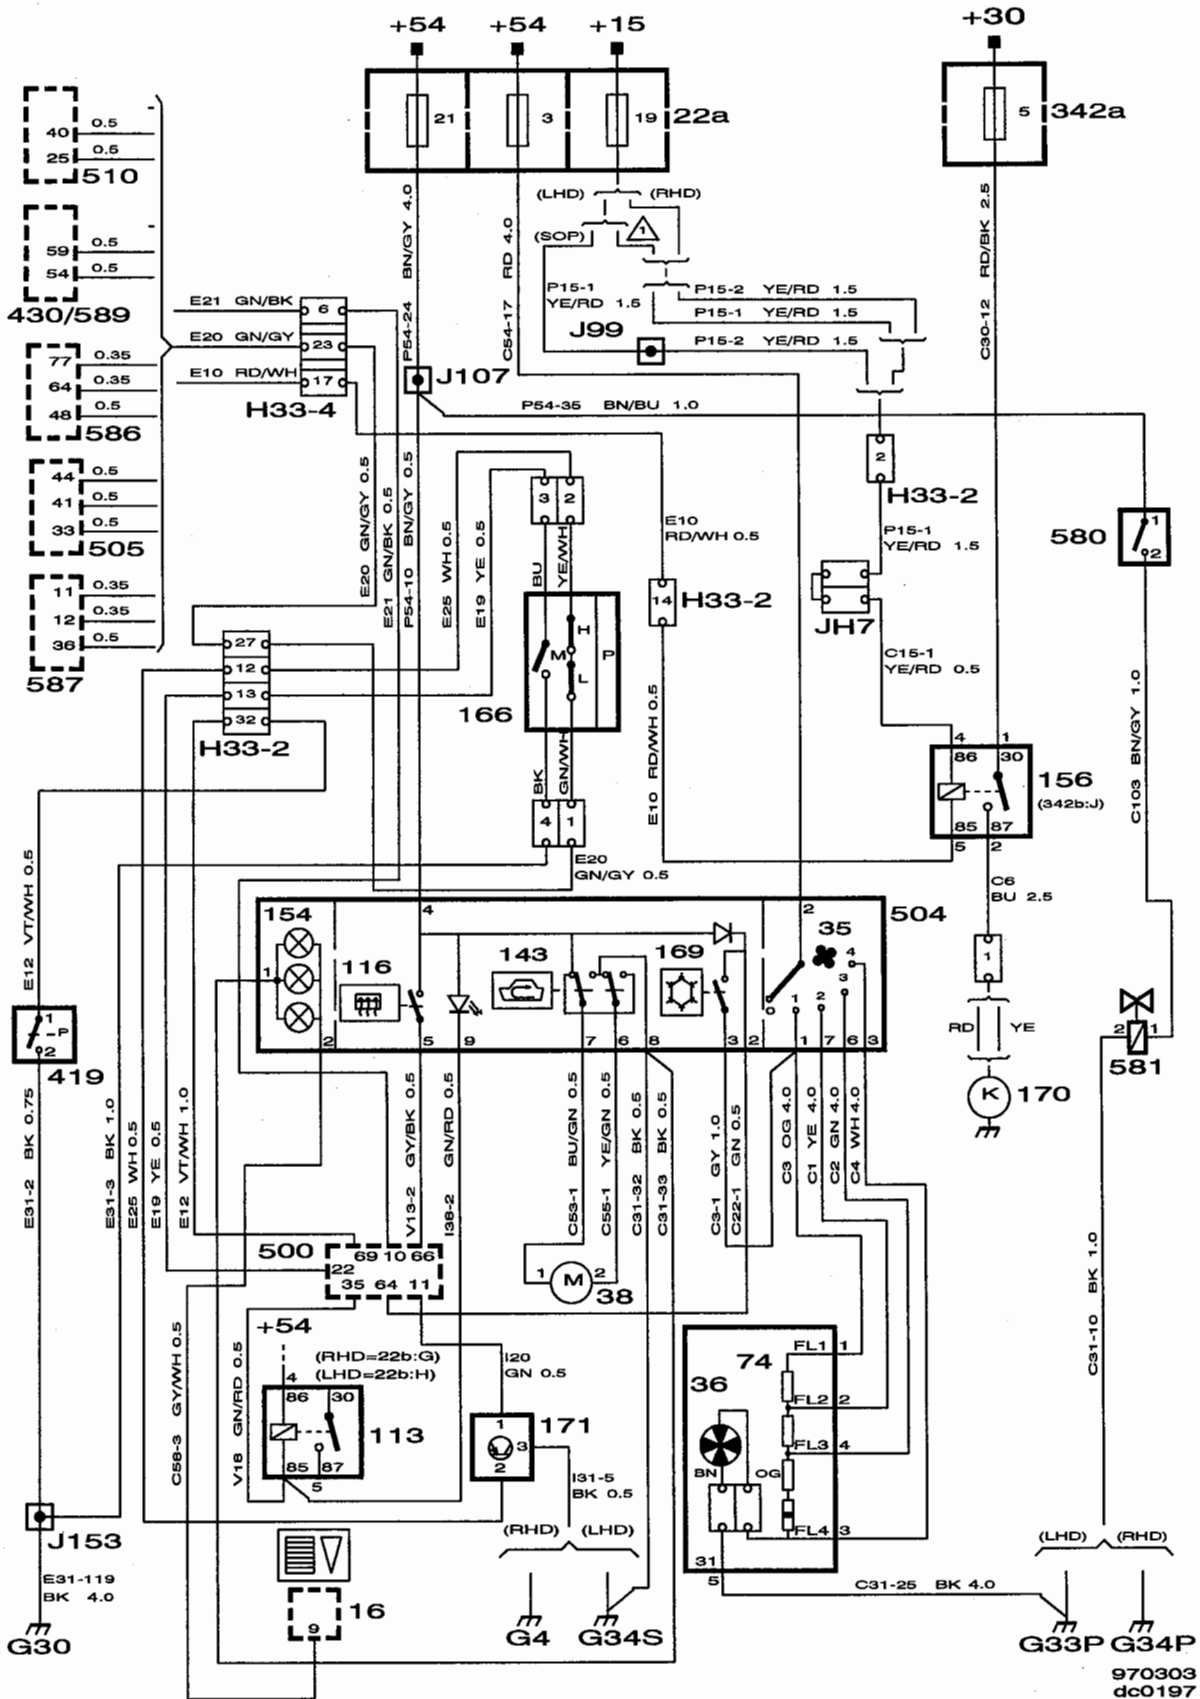 +54
+54
+15
+30
21
3
19
22a
5
342a
40 0.5
25 0.5
510
59 0.5
54 0.5
430/589
77 0.35
64 0.35
48 0.5
586
44 0.5
41 0.5
33 0.5
505
11 0.35
12 0.35
36 0.5
587
(LHD)
(RHD)
(SOP)
1
BN/GY 4.0
RD 4.0
RD/BK 2.5
P54-24
C54-17
C30-12
P15-1
YE/RD 1.5
P15-2 YE/RD 1.5
P15-1 YE/RD 1.5
J99
P15-2 YE/RD 1.5
E21 GN/BK
6
E20 GN/GY
23
E10 RD/WH
17
H33-4
J107
P54-35 BN/BU 1.0
2
H33-2
P15-1
YE/RD 1.5
JH7
C15-1
YE/RD 0.5
580
1
2
E20 GN/GY 0.5
E21 GN/BK 0.5
P54-10 BN/GY 0.5
E25 WH 0.5
E19 YE 0.5
3 2
BU
YE/WH
H
M
L
P
166
BK
GN/WH
4 1
E20
GN/GY 0.5
E10
RD/WH 0.5
14
H33-2
E10 RD/WH 0.5
27
12
13
32
H33-2
4 1
86 30
85 87
5 2
156
(342b:J)
C103 BN/GY 1.0
C6
BU 2.5
1
RD
YE
K
170
2 1
581
E12 VT/WH 0.5
1
P
2
419
154
1
2
116
4
5
9
143
7 6 8
169
3 2
2
35
1 2 3 4
1 7 6 3
504
E31-2 BK 0.75
E31-3 BK 1.0
E25 WH 0.5
E19 YE 0.5
E12 VT/WH 1.0
V13-2 GY/BK 0.5
I38-2 GN/RD 0.5
C53-1 BU/GN 0.5
C55-1 YE/GN 0.5
C31-32 BK 0.5
C31-33 BK 0.5
C3-1 GY 1.0
C22-1 GN 0.5
C3 OG 4.0
C1 YE 4.0
C2 GN 4.0
C4 WH 4.0
C31-10 BK 1.0
500
69 10 66
22
35 64 11
1 M 2
38
+54
(RHD=22b:G)
(LHD=22b:H)
4
86 30
85 87
5
113
C58-3 GY/WH 0.5
V18 GN/RD 0.5
I20
GN 0.5
1
3
2
171
I31-5
BK 0.5
(RHD) (LHD)
G4
G34S
74
36
BN
OG
FL1 1
FL2 2
FL3 4
FL4 3
31
5
C31-25 BK 4.0
(LHD) (RHD)
G33P
G34P
J153
E31-119
BK 4.0
G30
16
9
970303
dc0197